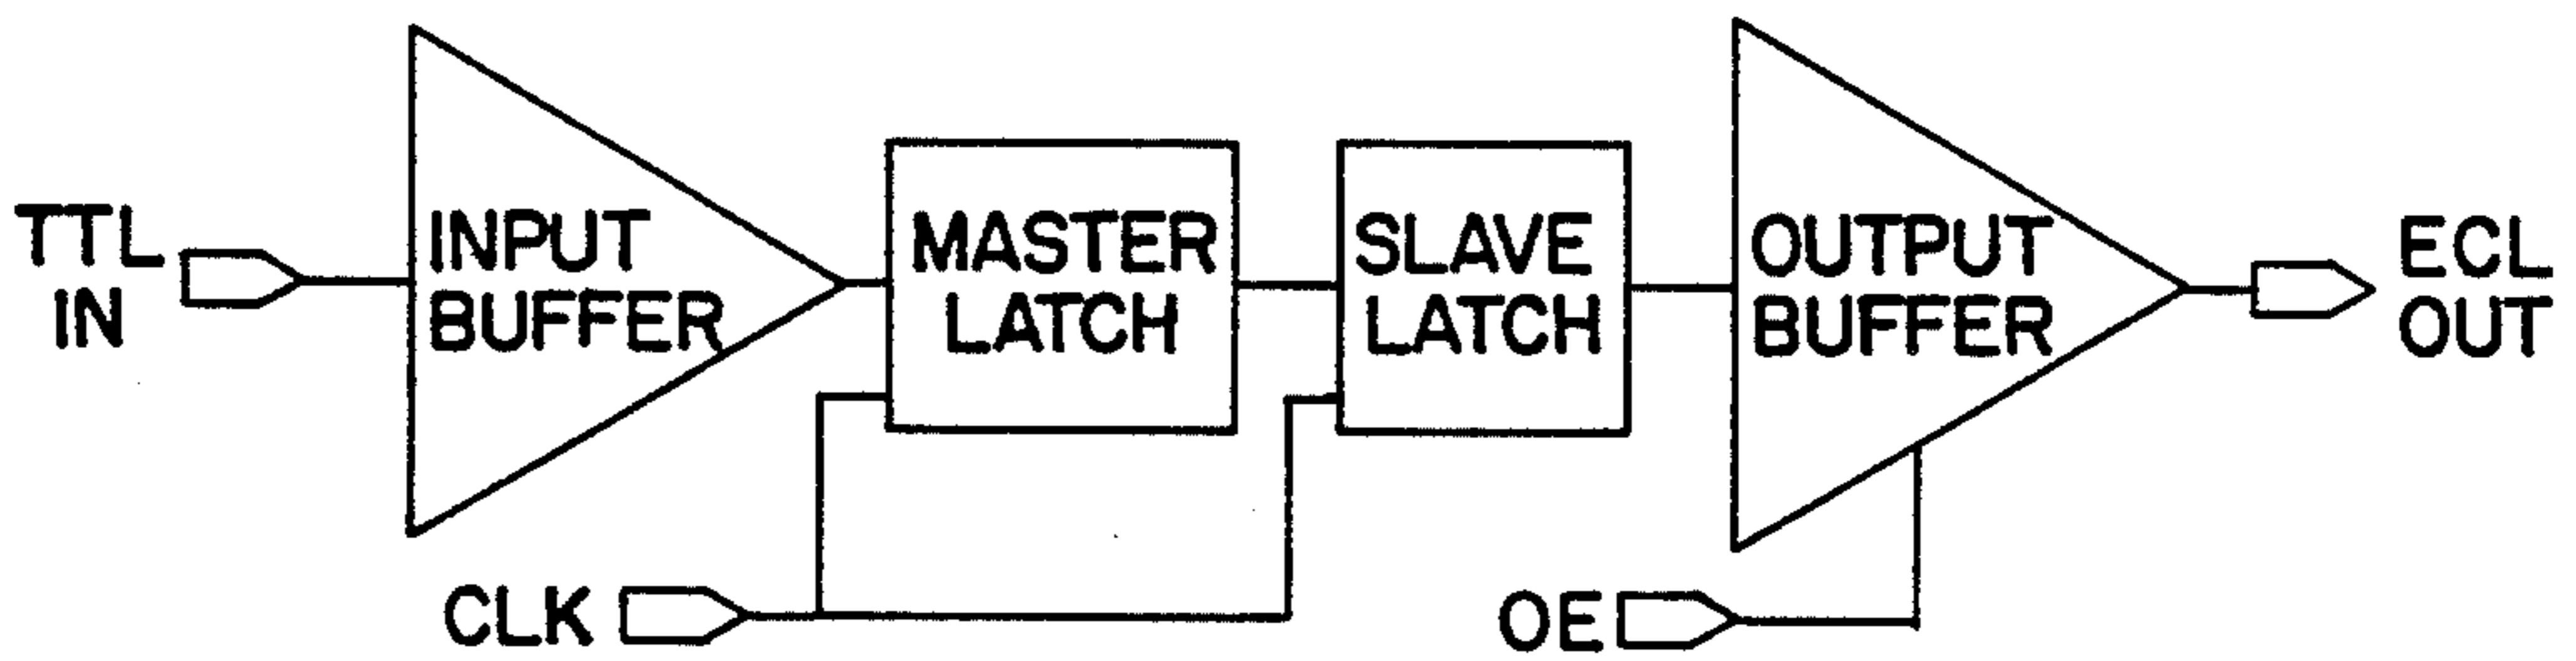 TTL
IN
INPUT
BUFFER
MASTER
LATCH
SLAVE
LATCH
OUTPUT
BUFFER
ECL
OUT
CLK
OE